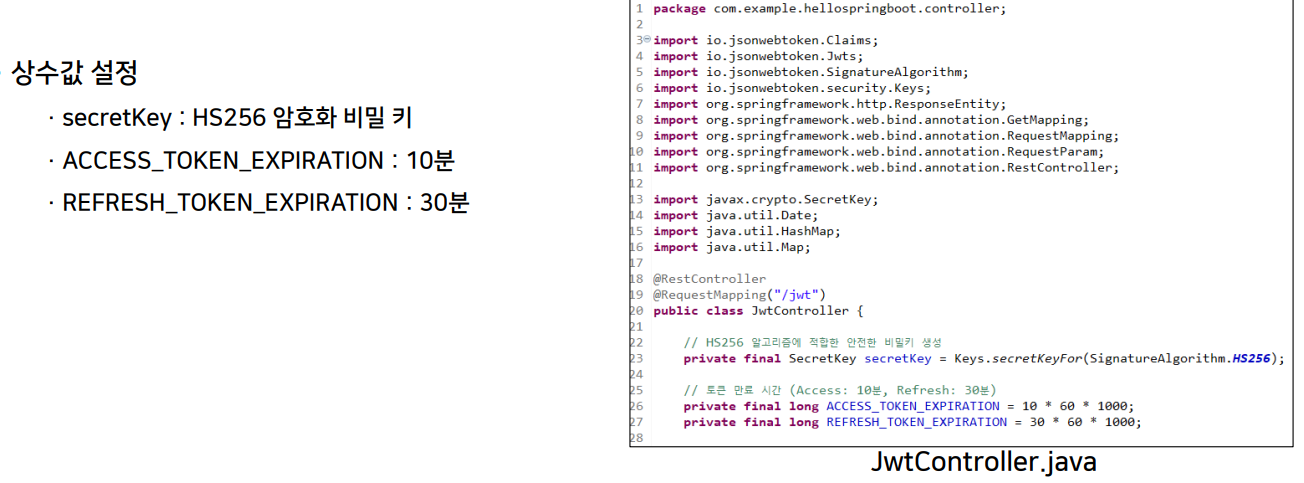 · 상수값 설정
· secretKey : HS256 암호화 비밀 키
· ACCESS_TOKEN_EXPIRATION : 10분
· REFRESH_TOKEN_EXPIRATION : 30분
1 package com.example.hellospringboot.controller;
2
3 import io.jsonwebtoken.Claims;
4 import io.jsonwebtoken.Jwts;
5 import io.jsonwebtoken.SignatureAlgorithm;
6 import io.jsonwebtoken.security.Keys;
7 import org.springframework.http.ResponseEntity;
8 import org.springframework.web.bind.annotation.GetMapping;
9 import org.springframework.web.bind.annotation.RequestMapping;
10 import org.springframework.web.bind.annotation.RequestParam;
11 import org.springframework.web.bind.annotation.RestController;
12
13 import javax.crypto.SecretKey;
14 import java.util.Date;
15 import java.util.HashMap;
16 import java.util.Map;
17
18 @RestController
19 @RequestMapping("/jwt")
20 public class JwtController {
21
22     // HS256 알고리즘에 적합한 안전한 비밀키 생성
23     private final SecretKey secretKey = Keys.secretKeyFor(SignatureAlgorithm.HS256);
24
25     // 토큰 만료 시간 (Access: 10분, Refresh: 30분)
26     private final long ACCESS_TOKEN_EXPIRATION = 10 * 60 * 1000;
27     private final long REFRESH_TOKEN_EXPIRATION = 30 * 60 * 1000;
28
JwtController.java